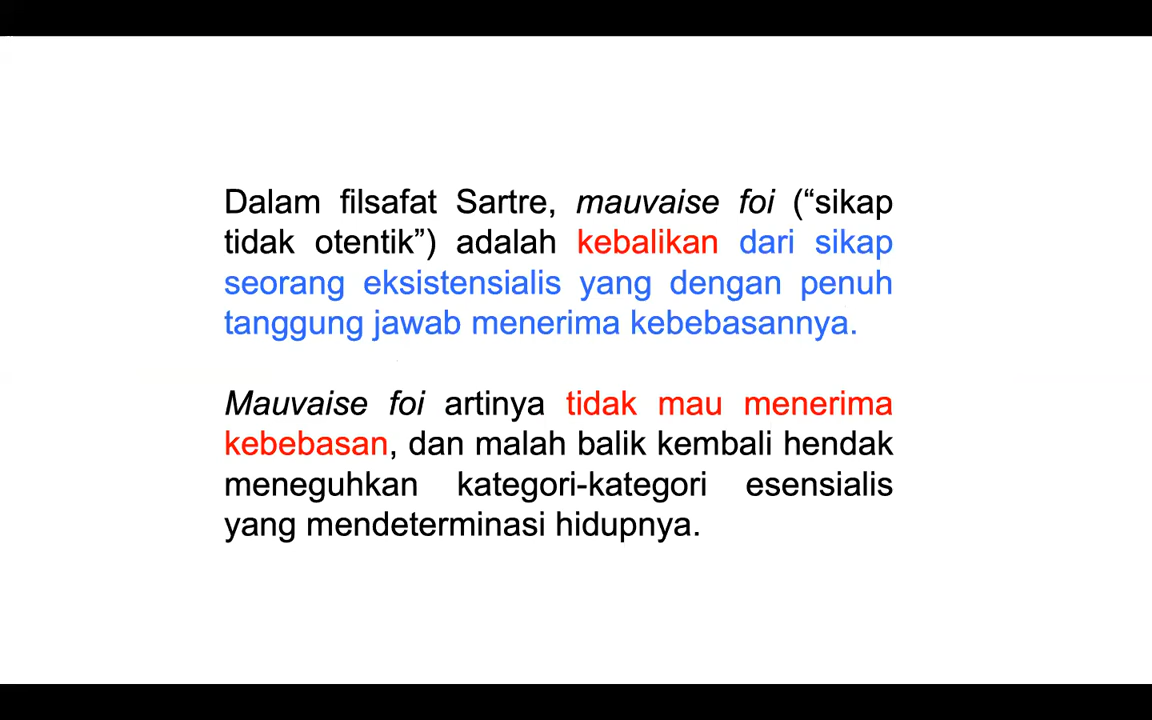 Dalam filsafat Sartre, mauvaise foi (“sikap
tidak otentik”) adalah kebalikan dari sikap
seorang eksistensialis yang dengan penuh
tanggung jawab menerima kebebasannya.
Mauvaise foi artinya tidak mau menerima
kebebasan, dan malah balik kembali hendak
meneguhkan kategori-kategori esensialis
yang mendeterminasi hidupnya.